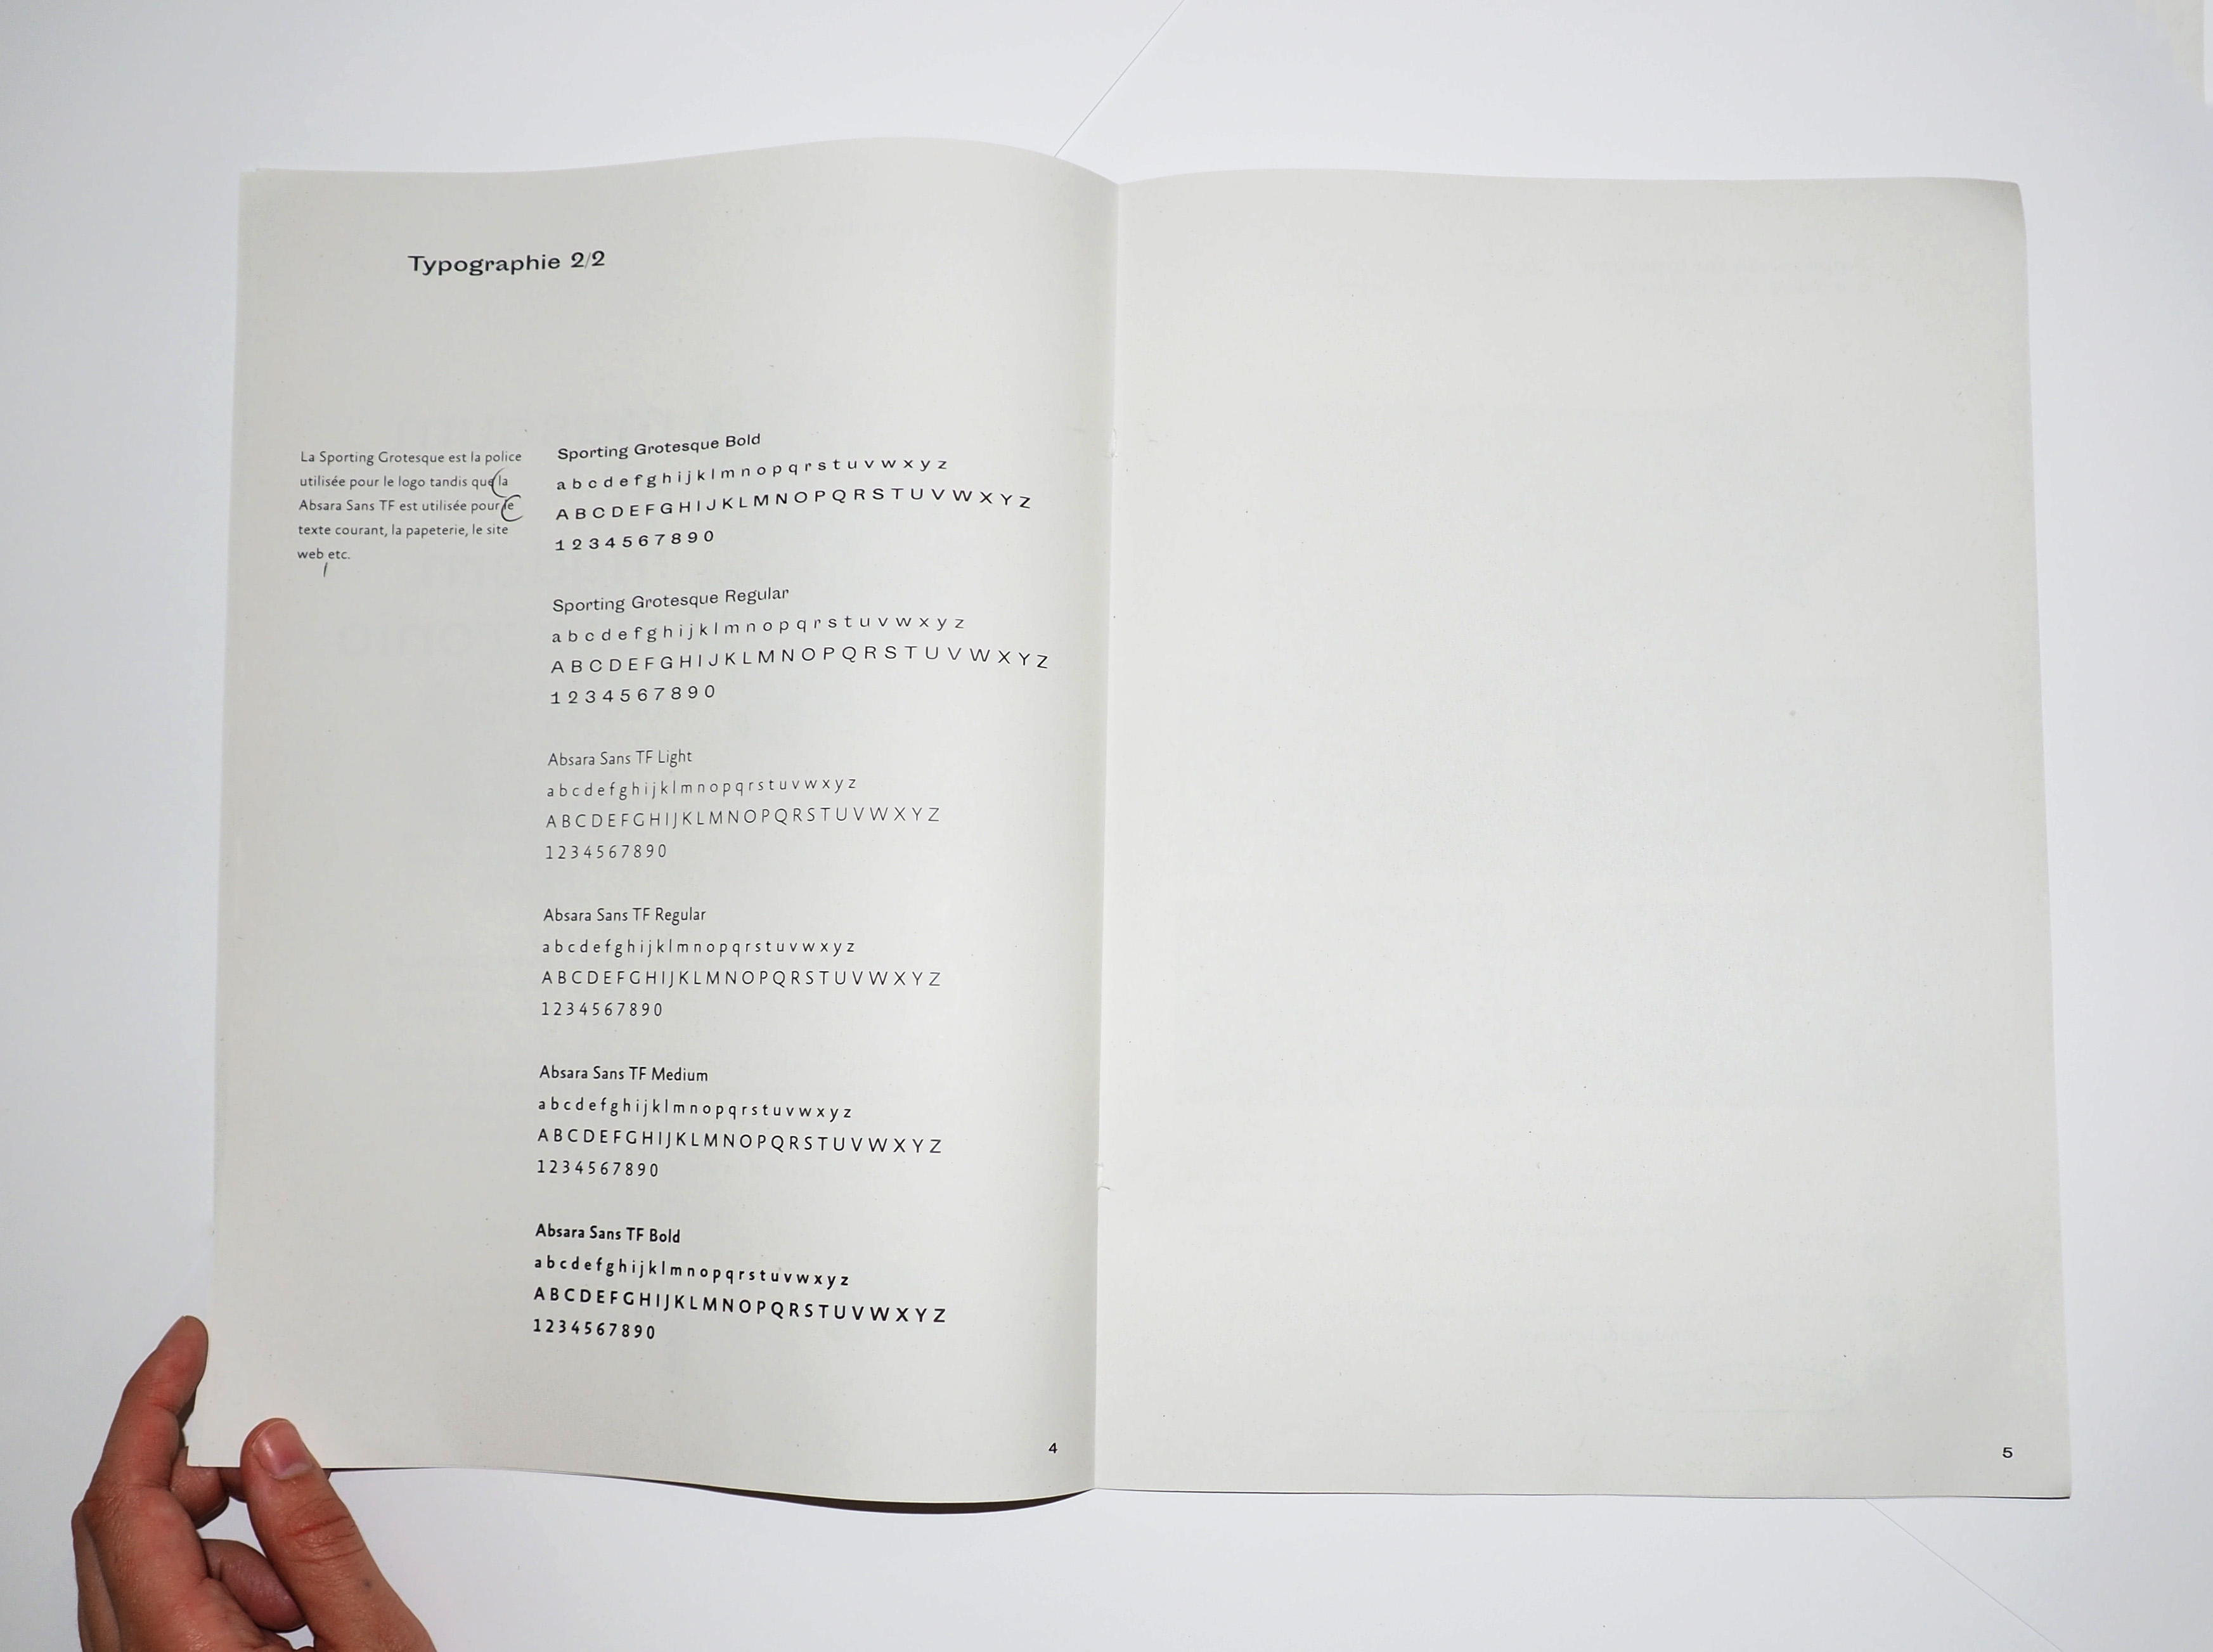 Typographie 2/2
La Sporting Grotesque est la police
utilisée pour le logo tandis que la
Absara Sans TF est utilisée pour le
texte courant, la papeterie, le site
web etc.
Sporting Grotesque Bold
a b c d e f g h i j k l m n o p q r s t u v w x y z
A B C D E F G H I J K L M N O P Q R S T U V W X Y Z
1 2 3 4 5 6 7 8 9 0
Sporting Grotesque Regular
a b c d e f g h i j k l m n o p q r s t u v w x y z
A B C D E F G H I J K L M N O P Q R S T U V W X Y Z
1 2 3 4 5 6 7 8 9 0
Absara Sans TF Light
a b c d e f g h i j k l m n o p q r s t u v w x y z
A B C D E F G H I J K L M N O P Q R S T U V W X Y Z
1 2 3 4 5 6 7 8 9 0
Absara Sans TF Regular
a b c d e f g h i j k l m n o p q r s t u v w x y z
A B C D E F G H I J K L M N O P Q R S T U V W X Y Z
1 2 3 4 5 6 7 8 9 0
Absara Sans TF Medium
a b c d e f g h i j k l m n o p q r s t u v w x y z
A B C D E F G H I J K L M N O P Q R S T U V W X Y Z
1 2 3 4 5 6 7 8 9 0
Absara Sans TF Bold
a b c d e f g h i j k l m n o p q r s t u v w x y z
A B C D E F G H I J K L M N O P Q R S T U V W X Y Z
1 2 3 4 5 6 7 8 9 0
4
5